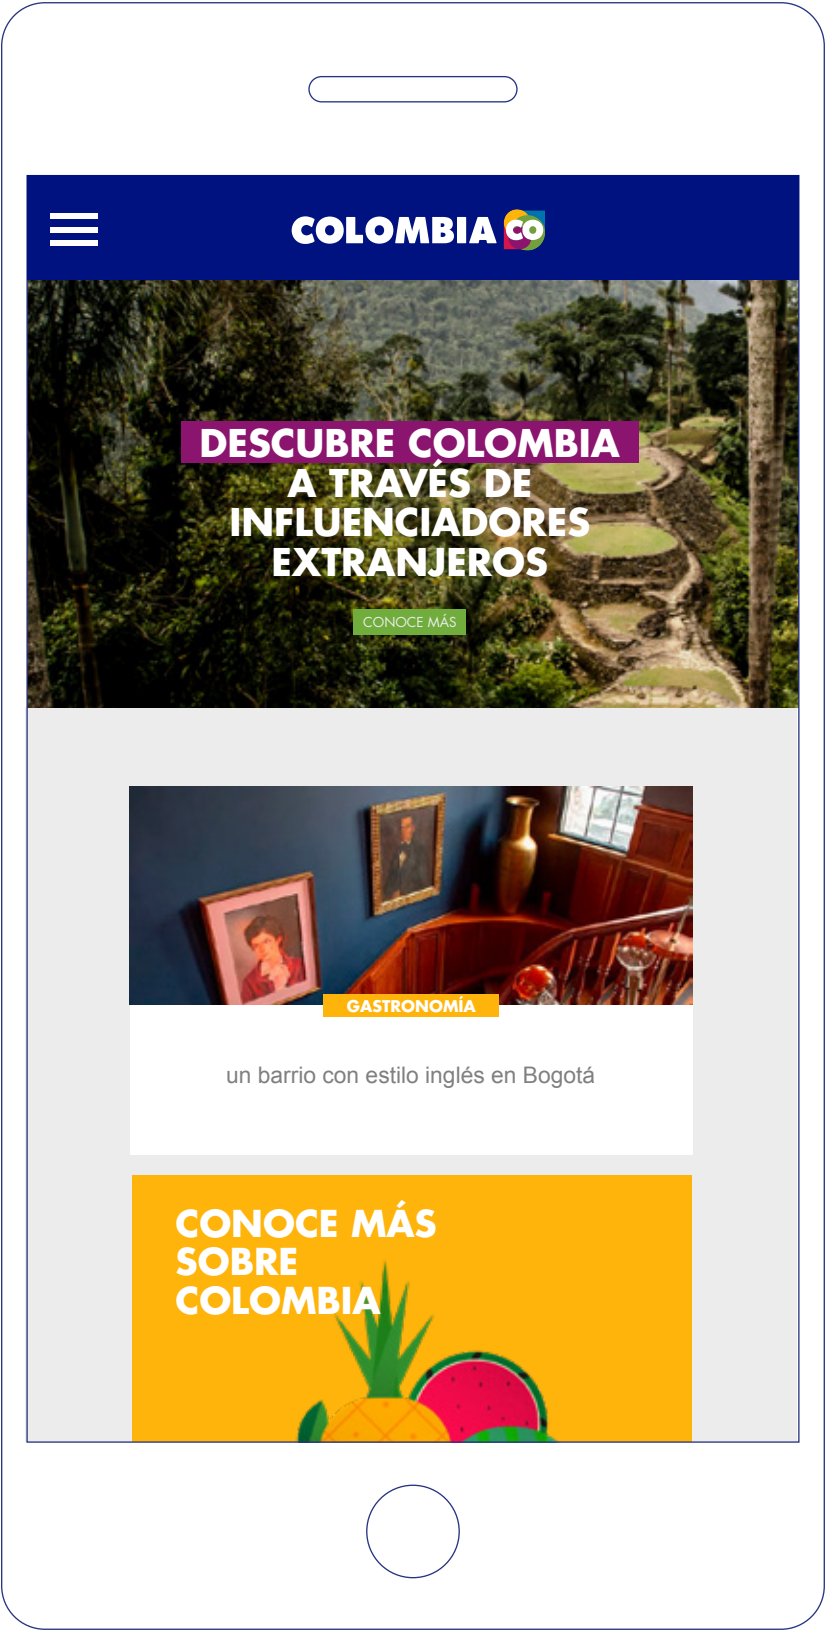 COLOMBIA CO
DESCUBRE COLOMBIA
A TRAVÉS DE
INFLUENCIADORES
EXTRANJEROS
CONOCE MÁS
GASTRONOMÍA
un barrio con estilo inglés en Bogotá
CONOCE MÁS
SOBRE
COLOMBIA